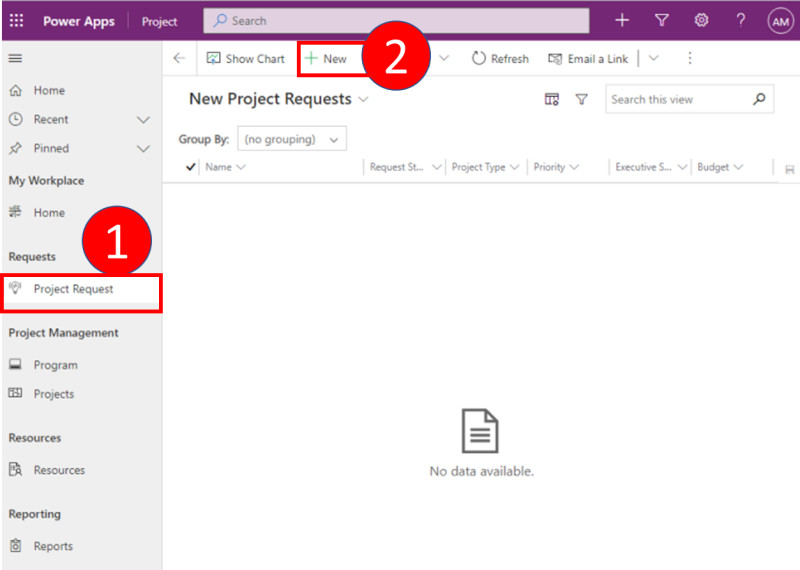 Power Apps Project Search ? AM
Show Chart New 2 Refresh Email a Link
Home
Recent
Pinned
My Workplace
Home
1
Requests
Project Request
Project Management
Program
Projects
Resources
Resources
Reporting
Reports
New Project Requests Search this view
Group By: (no grouping)
Name Request St... Project Type Priority Executive S... Budget
No data available.